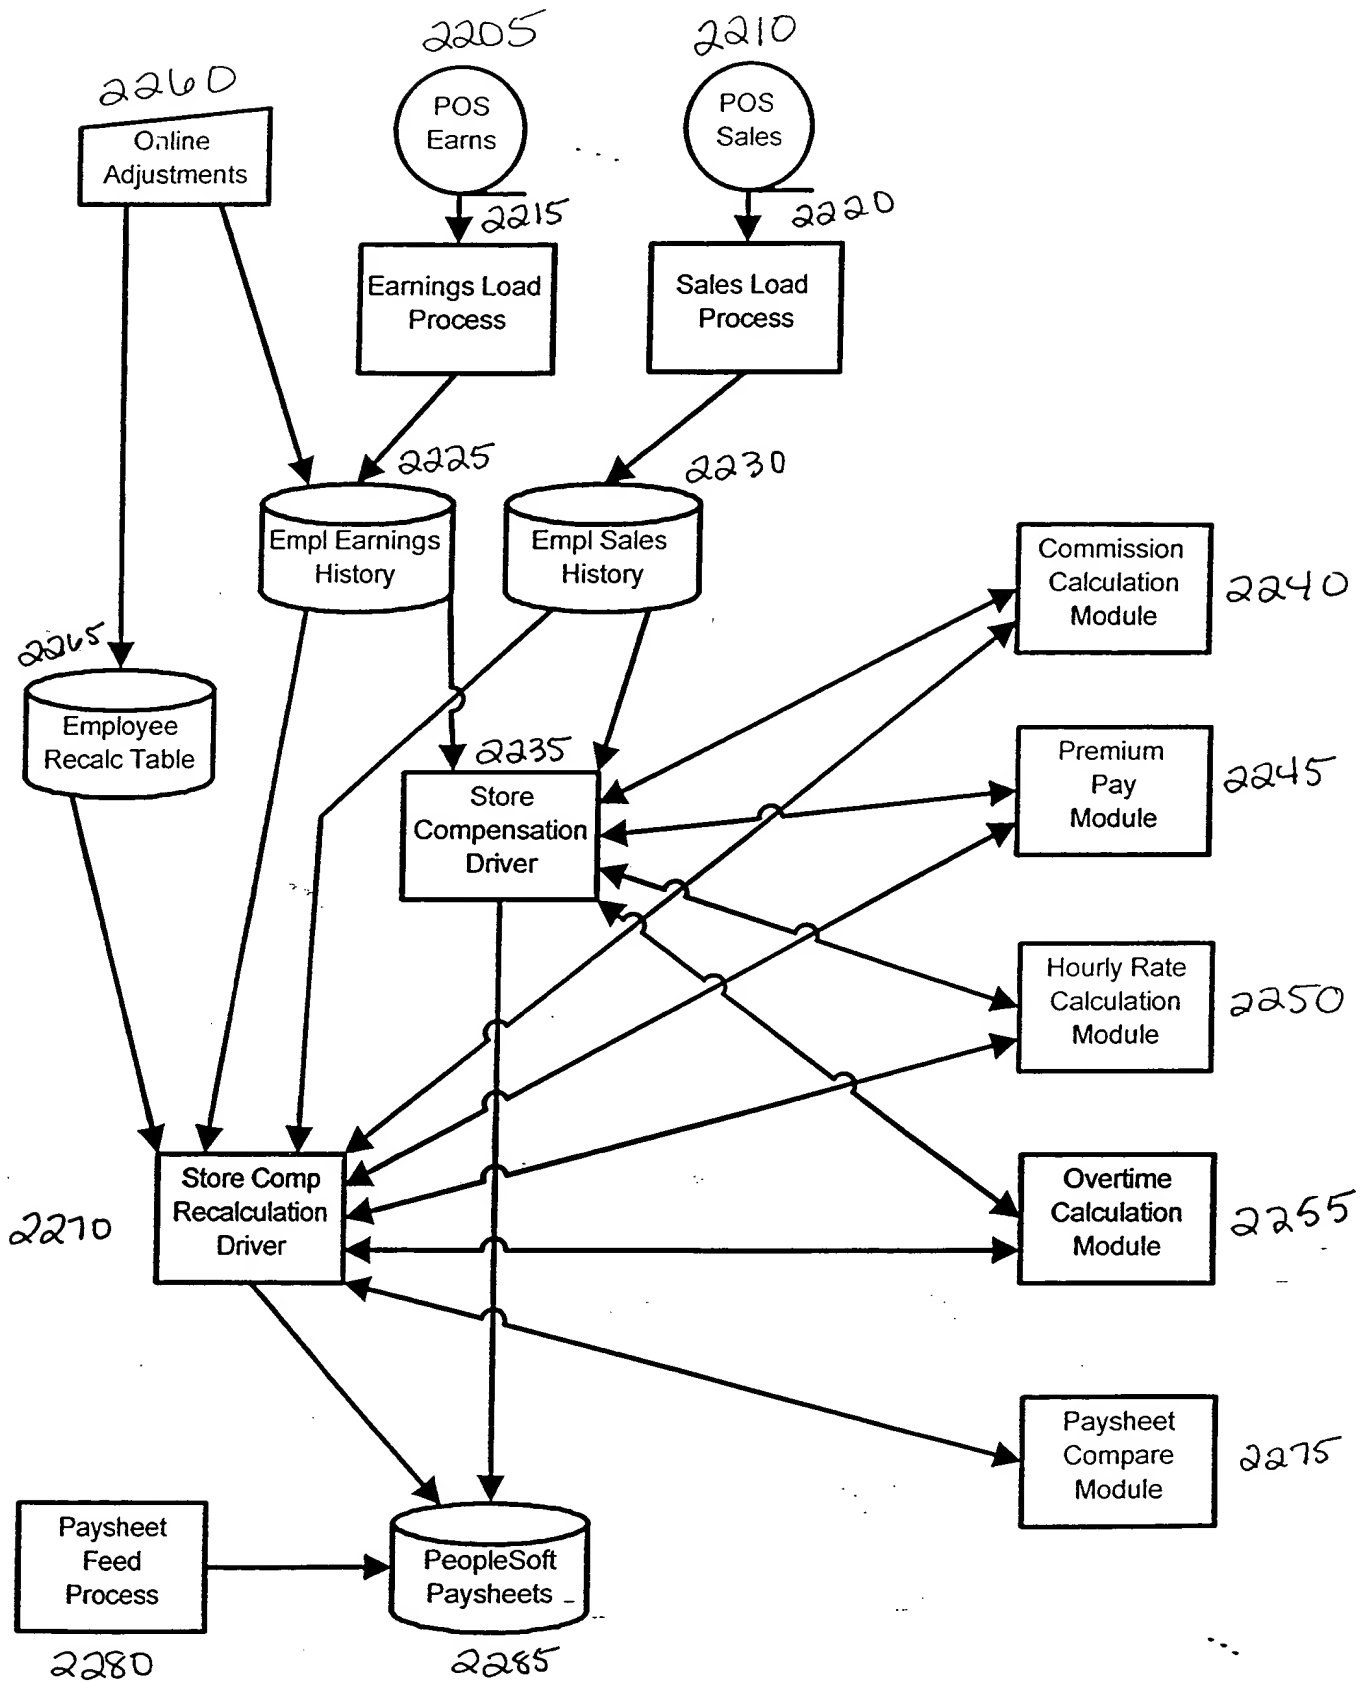 2205
2210
2260
POS
Earns
POS
Sales
Online
Adjustments
2215
2220
Earnings Load
Process
Sales Load
Process
2225
2230
Empl Earnings
History
Empl Sales
History
Commission
Calculation
Module
2240
2265
Employee
Recalc Table
2235
Store
Compensation
Driver
Premium
Pay
Module
2245
Hourly Rate
Calculation
Module
2250
Store Comp
Recalculation
Driver
2270
Overtime
Calculation
Module
2255
Paysheet
Compare
Module
2275
Paysheet
Feed
Process
2280
PeopleSoft
Paysheets
2285